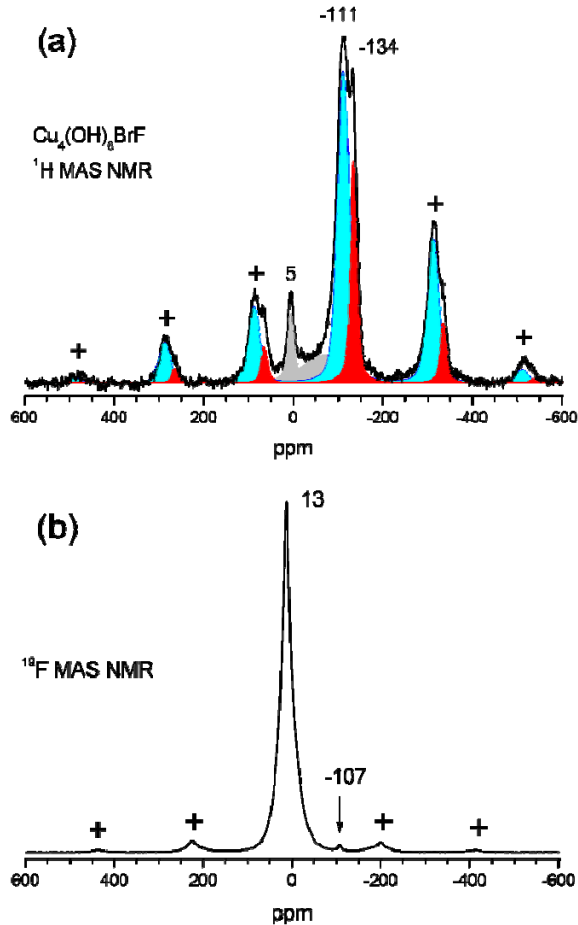 (a)
-111
-134
Cu₄(OH)₆BrF
¹H MAS NMR
+
+
+
5
+
+
600 400 200 0 -200 -400 -600
ppm
(b)
13
¹⁹F MAS NMR
-107
+
+
+
+
600 400 200 0 -200 -400 -600
ppm